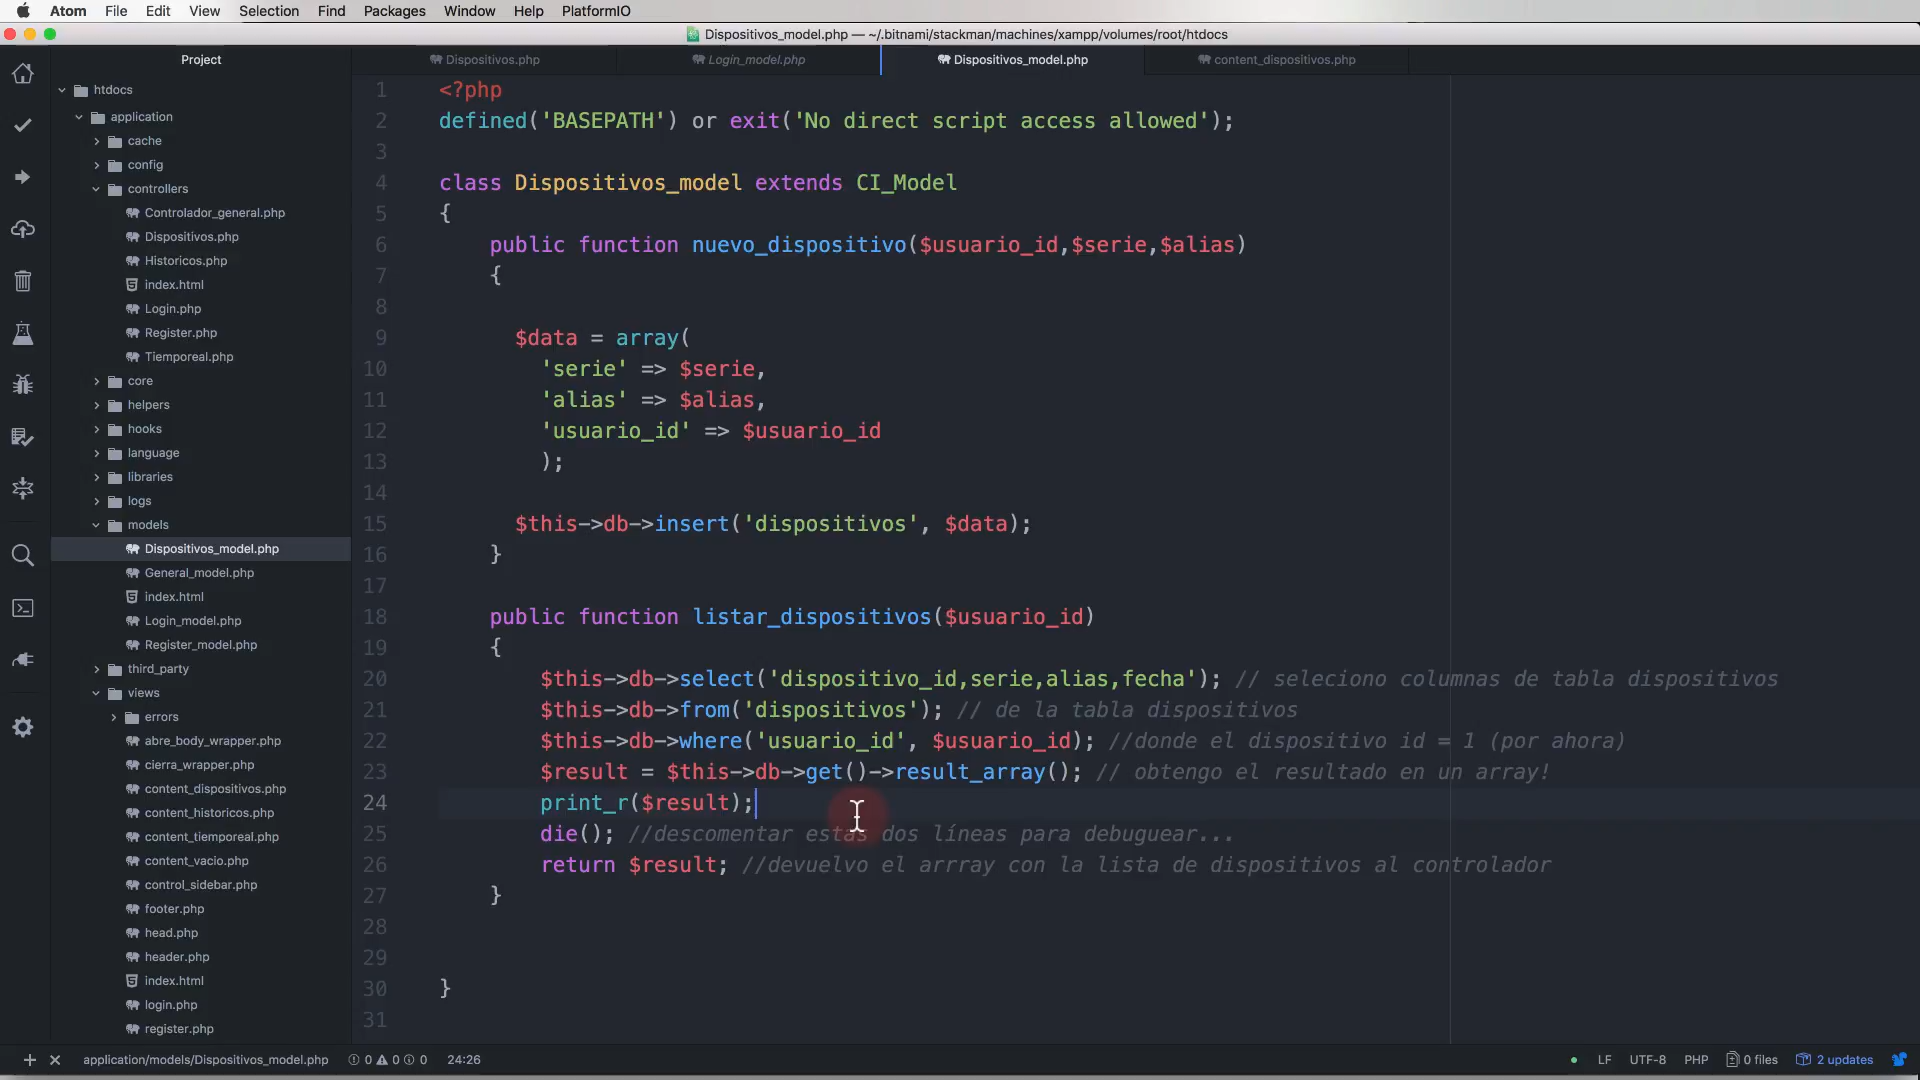 Atom File Edit View Selection Find Packages Window Help PlatformIO
Dispositivos_model.php — ~/.bitnami/stackman/machines/xampp/volumes/root/htdocs
Project
Dispositivos.php
Login_model.php
Dispositivos_model.php
content_dispositivos.php
htdocs
application
cache
config
controllers
Controlador_general.php
Dispositivos.php
Historicos.php
index.html
Login.php
Register.php
Tiemporeal.php
core
helpers
hooks
language
libraries
logs
models
Dispositivos_model.php
General_model.php
index.html
Login_model.php
Register_model.php
third_party
views
errors
abre_body_wrapper.php
cierra_wrapper.php
content_dispositivos.php
content_historicos.php
content_tiemporeal.php
content_vacio.php
control_sidebar.php
footer.php
head.php
header.php
index.html
login.php
register.php
1 <?php
2 defined('BASEPATH') or exit('No direct script access allowed');
3
4 class Dispositivos_model extends CI_Model
5 {
6 public function nuevo_dispositivo($usuario_id,$serie,$alias)
7 {
8
9 $data = array(
10 'serie' => $serie,
11 'alias' => $alias,
12 'usuario_id' => $usuario_id
13 );
14
15 $this->db->insert('dispositivos', $data);
16 }
17
18 public function listar_dispositivos($usuario_id)
19 {
20 $this->db->select('dispositivo_id,serie,alias,fecha'); // seleciono columnas de tabla dispositivos
21 $this->db->from('dispositivos'); // de la tabla dispositivos
22 $this->db->where('usuario_id', $usuario_id); //donde el dispositivo id = 1 (por ahora)
23 $result = $this->db->get()->result_array(); // obtengo el resultado en un array!
24 print_r($result);
25 die(); //descomentar estas dos líneas para debuguear...
26 return $result; //devuelvo el arrray con la lista de dispositivos al controlador
27 }
28
29
30 }
31
application/models/Dispositivos_model.php 0 0 0 24:26
LF UTF-8 PHP 0 files 2 updates